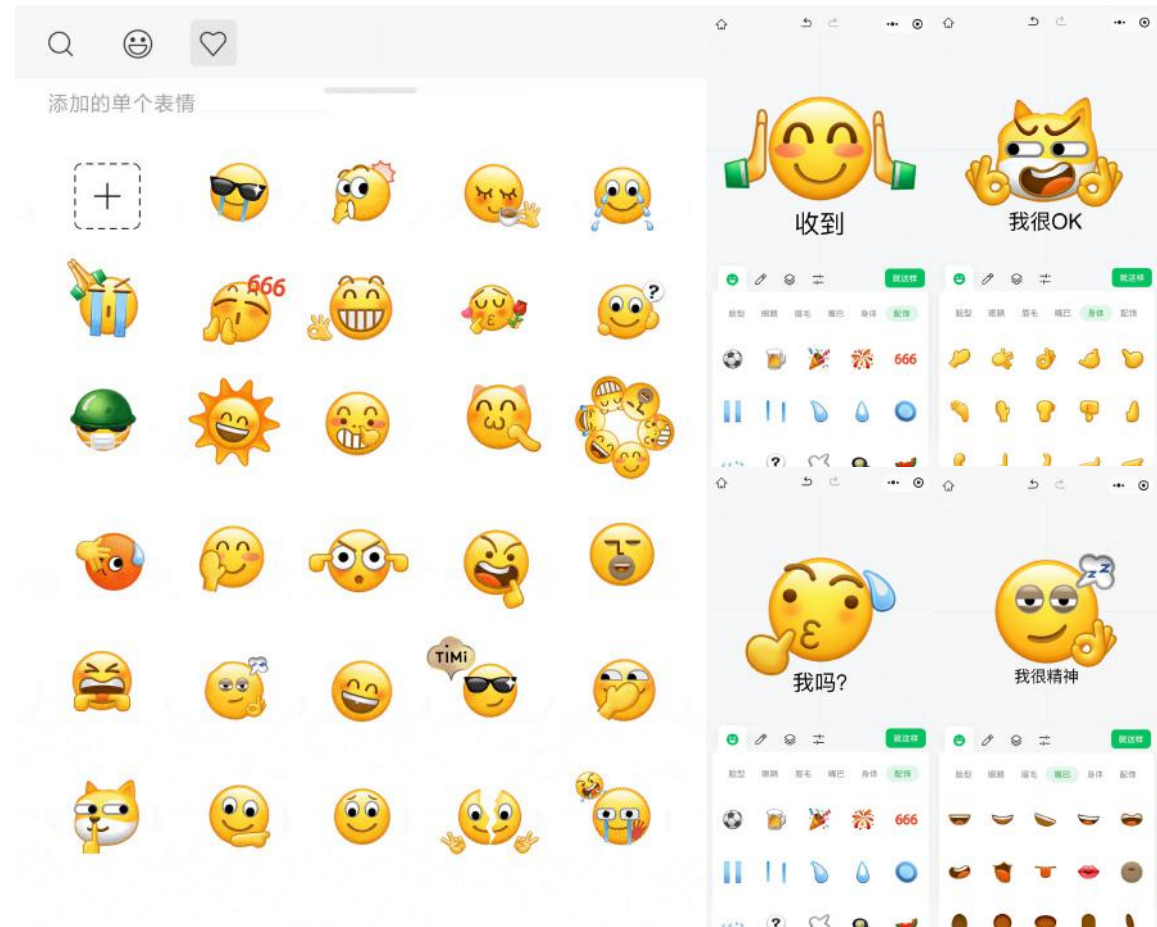 添加的单个表情
666
?
TiMi
z z
收到
就这样
脸型 眼睛 眉毛 嘴巴 身体 配饰
666
?
我很OK
就这样
脸型 眼睛 眉毛 嘴巴 身体 配饰
z z
我吗?
就这样
脸型 眼睛 眉毛 嘴巴 身体 配饰
666
?
我很精神
就这样
脸型 眼睛 眉毛 嘴巴 身体 配饰